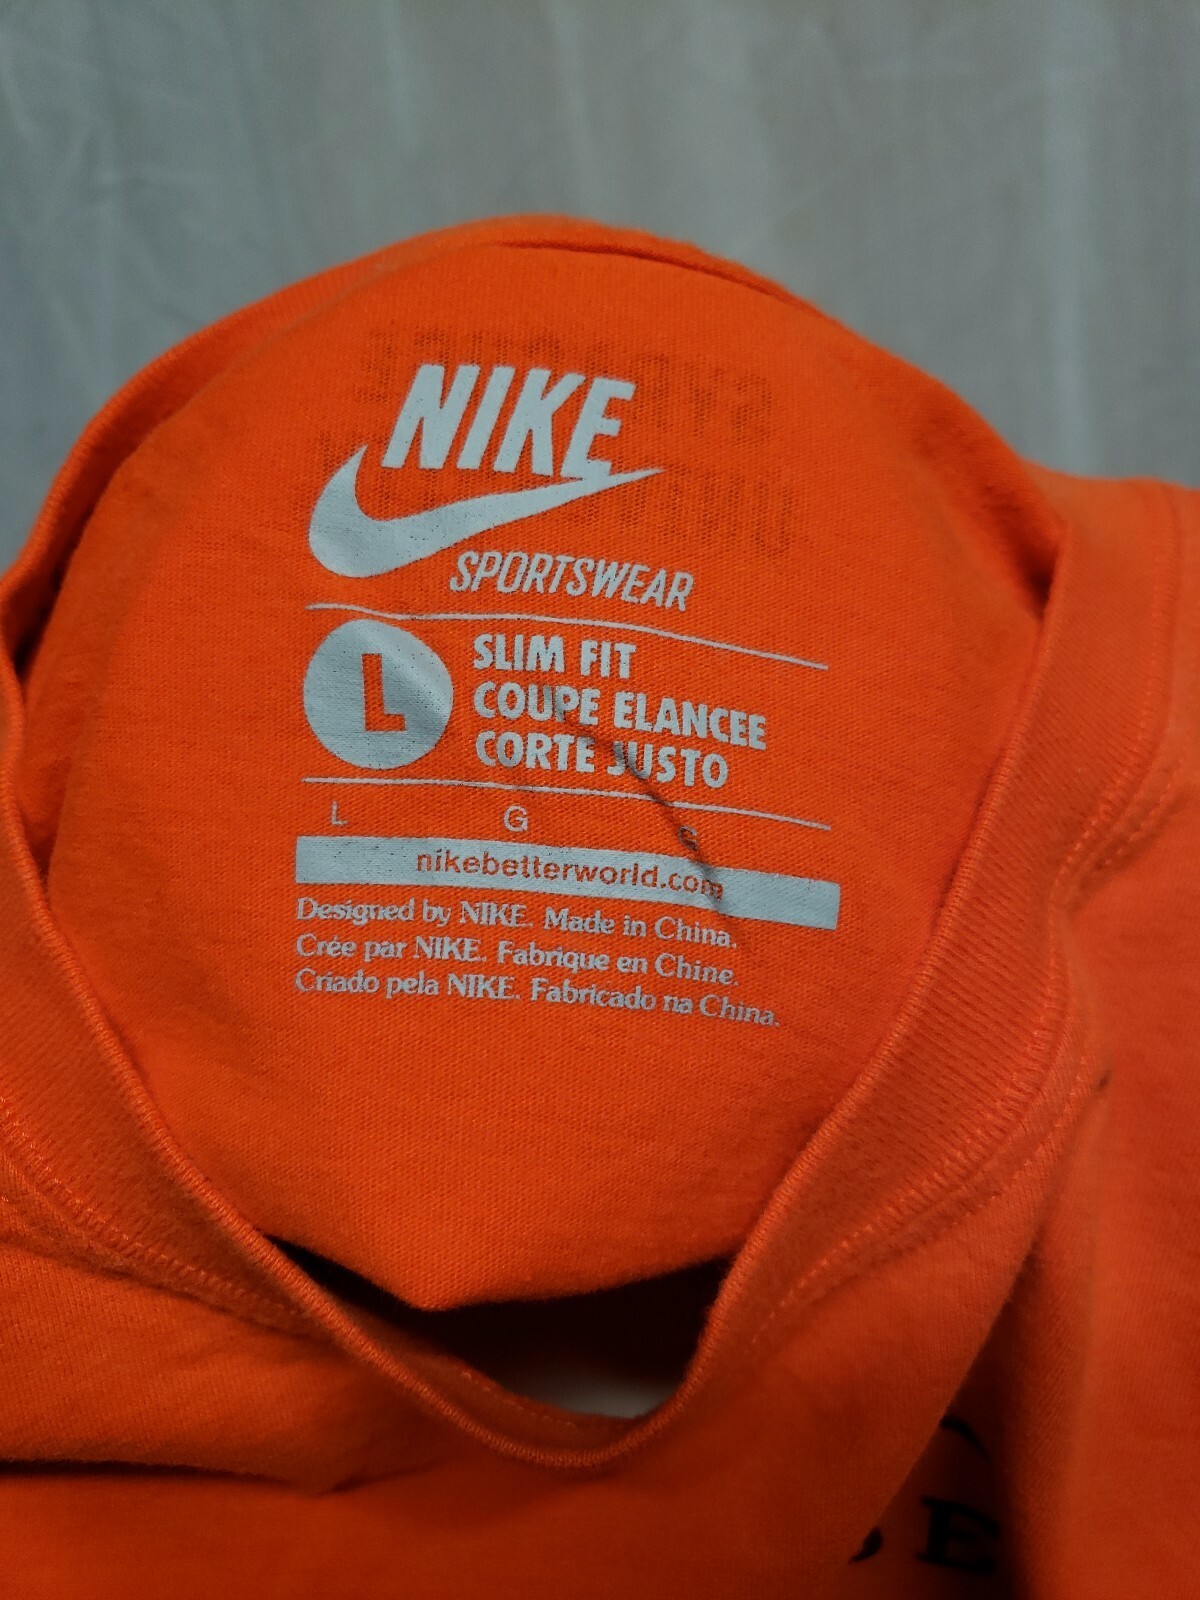 NIKE
SPORTSWEAR
L
SLIM FIT
COUPE ELANCEE
CORTE JUSTO
L G G
nikebetterworld.com
Designed by NIKE. Made in China.
Crée par NIKE. Fabrique en Chine.
Criado pela NIKE. Fabricado na China.